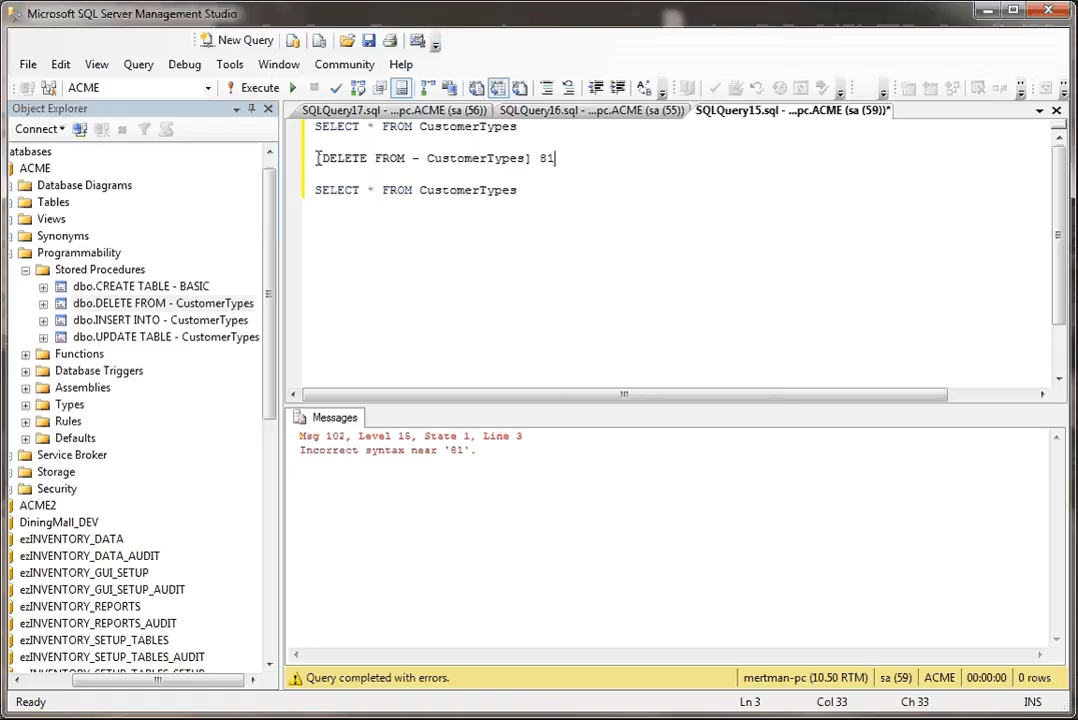 Microsoft SQL Server Management Studio
New Query
File Edit View Query Debug Tools Window Community Help
ACME Execute
Object Explorer
SQLQuery17.sql - ...pc.ACME (sa (56)) SQLQuery16.sql - ...pc.ACME (sa (55)) SQLQuery15.sql - ...pc.ACME (sa (59))*
Connect
SELECT * FROM CustomerTypes
[DELETE FROM - CustomerTypes] 81
SELECT * FROM CustomerTypes
atabases
ACME
Database Diagrams
Tables
Views
Synonyms
Programmability
Stored Procedures
dbo.CREATE TABLE - BASIC
dbo.DELETE FROM - CustomerTypes
dbo.INSERT INTO - CustomerTypes
dbo.UPDATE TABLE - CustomerTypes
Functions
Database Triggers
Assemblies
Types
Rules
Defaults
Service Broker
Storage
Security
ACME2
DiningMall_DEV
ezINVENTORY_DATA
ezINVENTORY_DATA_AUDIT
ezINVENTORY_GUI_SETUP
ezINVENTORY_GUI_SETUP_AUDIT
ezINVENTORY_REPORTS
ezINVENTORY_REPORTS_AUDIT
ezINVENTORY_SETUP_TABLES
ezINVENTORY_SETUP_TABLES_AUDIT
Messages
Msg 102, Level 15, State 1, Line 3
Incorrect syntax near '81'.
Query completed with errors. mertman-pc (10.50 RTM) sa (59) ACME 00:00:00 0 rows
Ready Ln 3 Col 33 Ch 33 INS